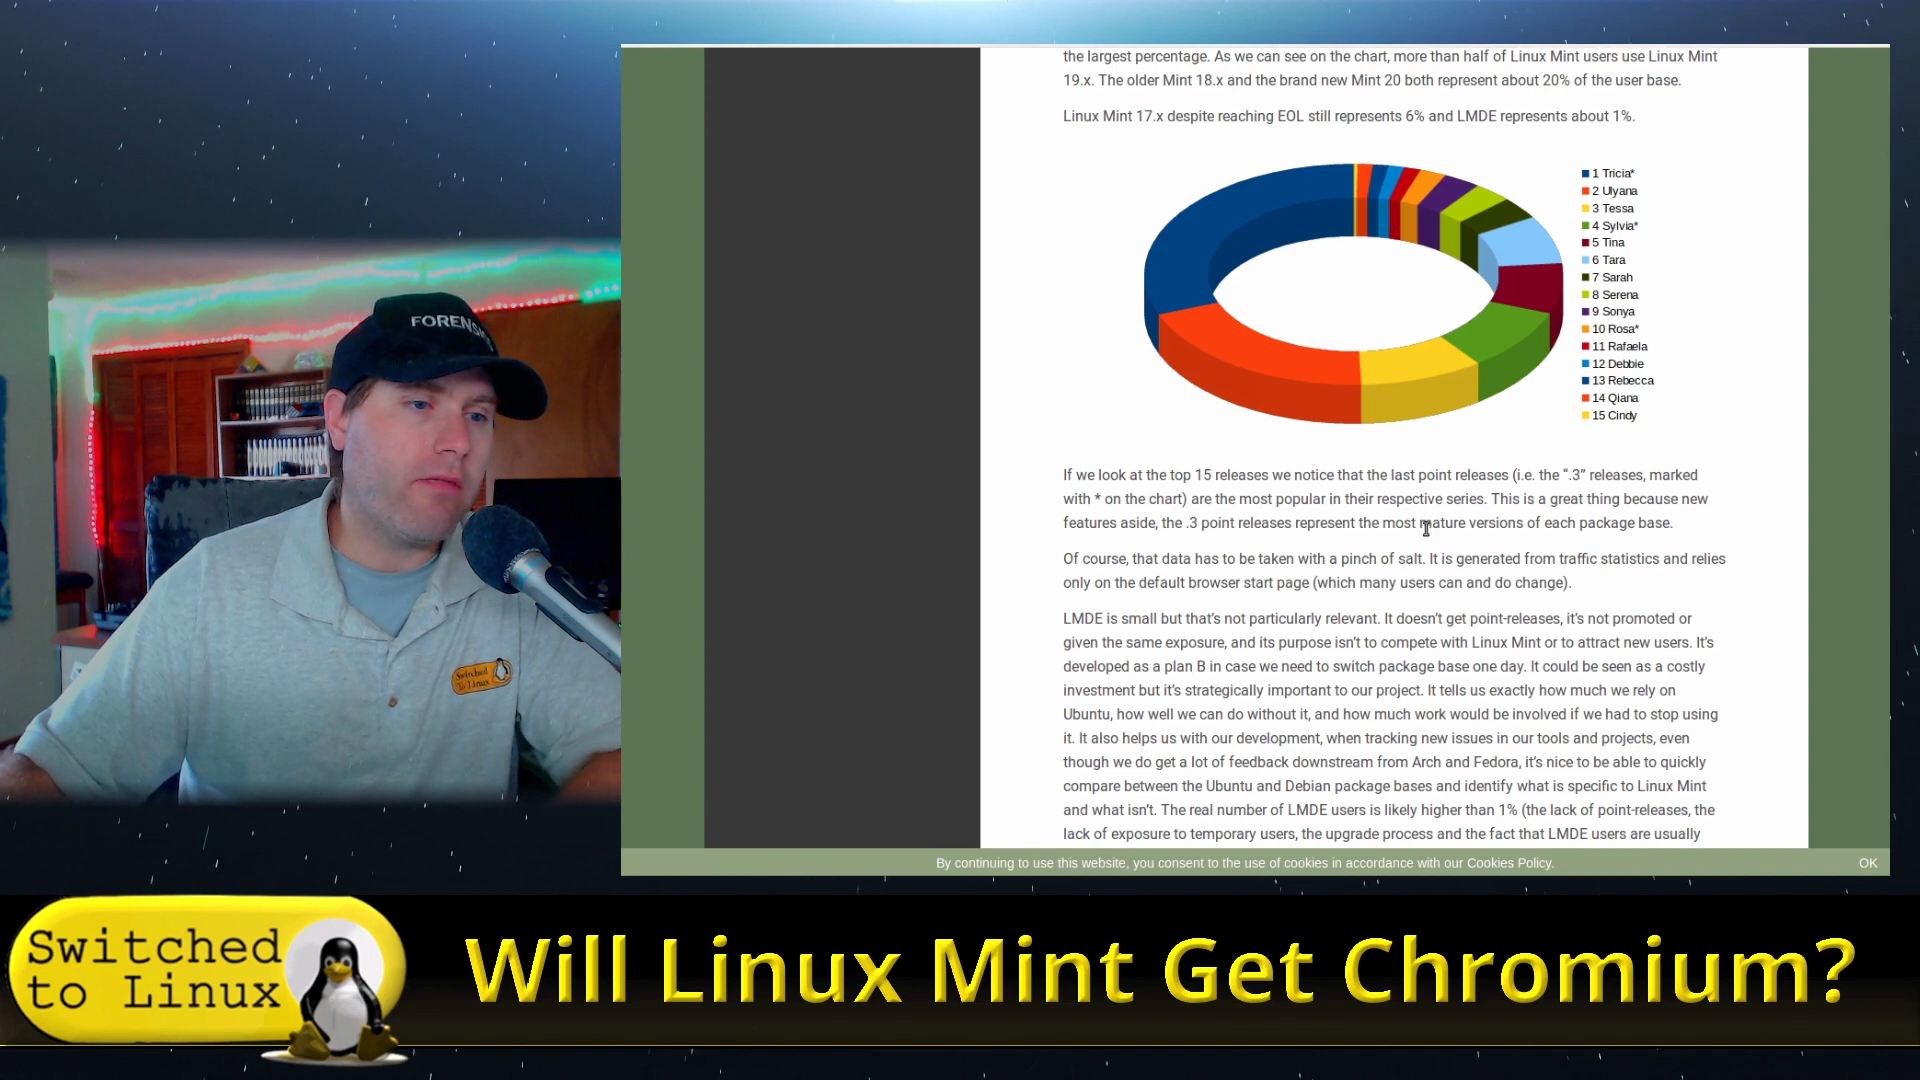 the largest percentage. As we can see on the chart, more than half of Linux Mint users use Linux Mint
19.x. The older Mint 18.x and the brand new Mint 20 both represent about 20% of the user base.
Linux Mint 17.x despite reaching EOL still represents 6% and LMDE represents about 1%.
1 Tricia*
2 Ulyana
3 Tessa
4 Sylvia*
5 Tina
6 Tara
7 Sarah
8 Serena
9 Sonya
10 Rosa*
11 Rafaela
12 Debbie
13 Rebecca
14 Qiana
15 Cindy
If we look at the top 15 releases we notice that the last point releases (i.e. the “.3” releases, marked
with * on the chart) are the most popular in their respective series. This is a great thing because new
features aside, the .3 point releases represent the most mature versions of each package base.
Of course, that data has to be taken with a pinch of salt. It is generated from traffic statistics and relies
only on the default browser start page (which many users can and do change).
LMDE is small but that’s not particularly relevant. It doesn’t get point-releases, it’s not promoted or
given the same exposure, and its purpose isn’t to compete with Linux Mint or to attract new users. It’s
developed as a plan B in case we need to switch package base one day. It could be seen as a costly
investment but it’s strategically important to our project. It tells us exactly how much we rely on
Ubuntu, how well we can do without it, and how much work would be involved if we had to stop using
it. It also helps us with our development, when tracking new issues in our tools and projects, even
though we do get a lot of feedback downstream from Arch and Fedora, it’s nice to be able to quickly
compare between the Ubuntu and Debian package bases and identify what is specific to Linux Mint
and what isn’t. The real number of LMDE users is likely higher than 1% (the lack of point-releases, the
lack of exposure to temporary users, the upgrade process and the fact that LMDE users are usually
By continuing to use this website, you consent to the use of cookies in accordance with our Cookies Policy.
OK
Switched
To Linux
Switched
to Linux
Will Linux Mint Get Chromium?